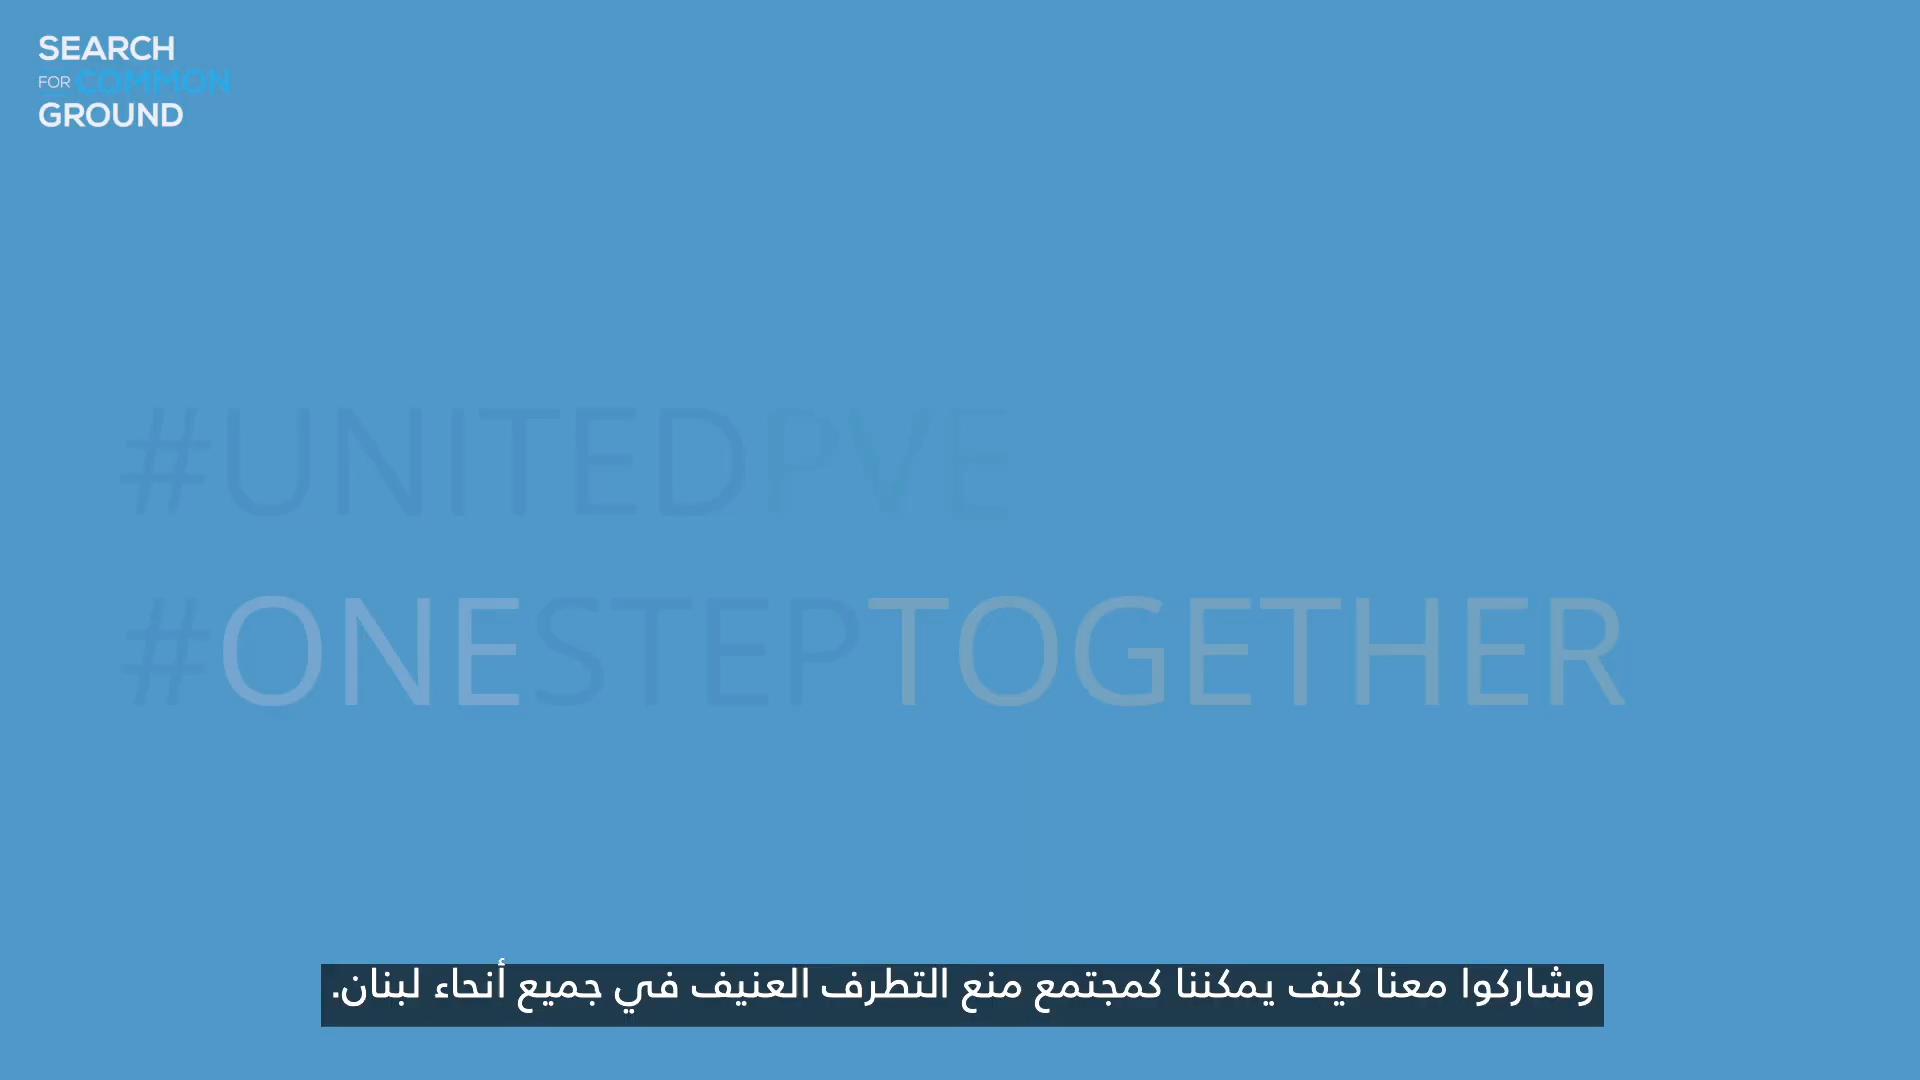 SEARCH
FOR COMMON
GROUND
#UNITEDPVE
#ONESTEPTOGETHER
وشاركوا معنا كيف يمكننا كمجتمع منع التطرف العنيف في جميع أنحاء لبنان.